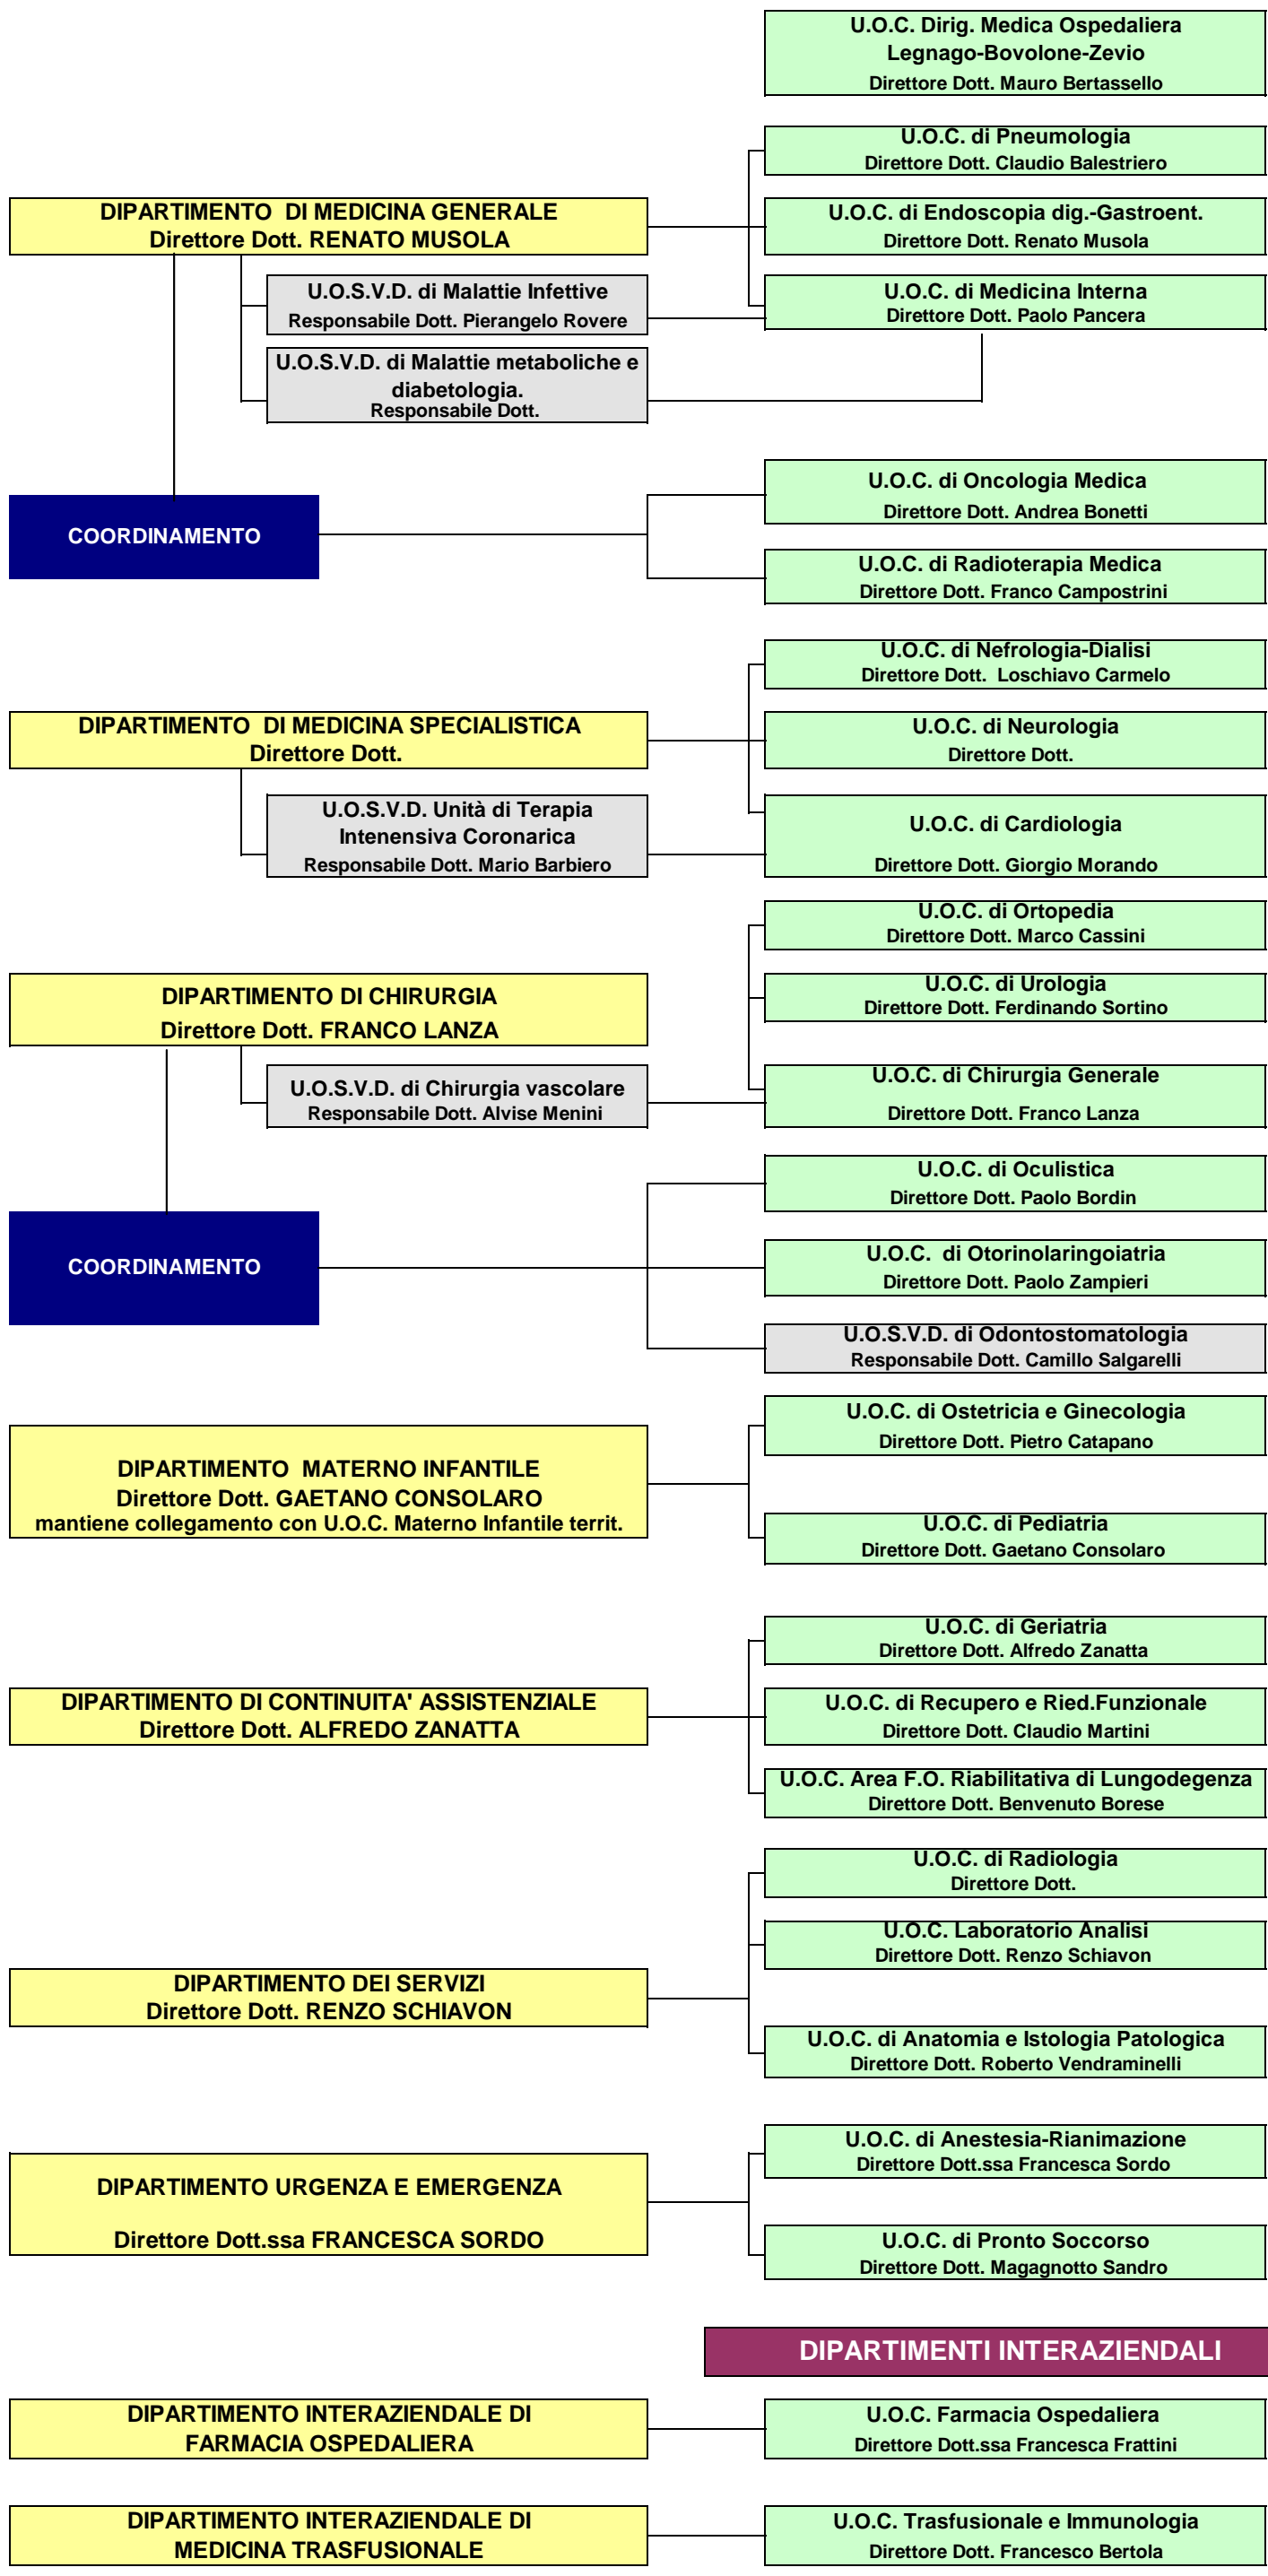 U.O.C. Dirig. Medica Ospedaliera
Legnago-Bovolone-Zevio
Direttore Dott. Mauro Bertassello
U.O.C. di Pneumologia
Direttore Dott. Claudio Balestriero
DIPARTIMENTO DI MEDICINA GENERALE
Direttore Dott. RENATO MUSOLA
U.O.C. di Endoscopia dig.-Gastroent.
Direttore Dott. Renato Musola
U.O.S.V.D. di Malattie Infettive
Responsabile Dott. Pierangelo Rovere
U.O.C. di Medicina Interna
Direttore Dott. Paolo Pancera
U.O.S.V.D. di Malattie metaboliche e
diabetologia.
Responsabile Dott.
COORDINAMENTO
U.O.C. di Oncologia Medica
Direttore Dott. Andrea Bonetti
U.O.C. di Radioterapia Medica
Direttore Dott. Franco Campostrini
U.O.C. di Nefrologia-Dialisi
Direttore Dott. Loschiavo Carmelo
DIPARTIMENTO DI MEDICINA SPECIALISTICA
Direttore Dott.
U.O.C. di Neurologia
Direttore Dott.
U.O.S.V.D. Unità di Terapia
Intenensiva Coronarica
Responsabile Dott. Mario Barbiero
U.O.C. di Cardiologia
Direttore Dott. Giorgio Morando
U.O.C. di Ortopedia
Direttore Dott. Marco Cassini
DIPARTIMENTO DI CHIRURGIA
Direttore Dott. FRANCO LANZA
U.O.C. di Urologia
Direttore Dott. Ferdinando Sortino
U.O.S.V.D. di Chirurgia vascolare
Responsabile Dott. Alvise Menini
U.O.C. di Chirurgia Generale
Direttore Dott. Franco Lanza
U.O.C. di Oculistica
Direttore Dott. Paolo Bordin
COORDINAMENTO
U.O.C. di Otorinolaringoiatria
Direttore Dott. Paolo Zampieri
U.O.S.V.D. di Odontostomatologia
Responsabile Dott. Camillo Salgarelli
U.O.C. di Ostetricia e Ginecologia
Direttore Dott. Pietro Catapano
DIPARTIMENTO MATERNO INFANTILE
Direttore Dott. GAETANO CONSOLARO
mantiene collegamento con U.O.C. Materno Infantile territ.
U.O.C. di Pediatria
Direttore Dott. Gaetano Consolaro
U.O.C. di Geriatria
Direttore Dott. Alfredo Zanatta
DIPARTIMENTO DI CONTINUITA' ASSISTENZIALE
Direttore Dott. ALFREDO ZANATTA
U.O.C. di Recupero e Ried.Funzionale
Direttore Dott. Claudio Martini
U.O.C. Area F.O. Riabilitativa di Lungodegenza
Direttore Dott. Benvenuto Borese
U.O.C. di Radiologia
Direttore Dott.
U.O.C. Laboratorio Analisi
Direttore Dott. Renzo Schiavon
DIPARTIMENTO DEI SERVIZI
Direttore Dott. RENZO SCHIAVON
U.O.C. di Anatomia e Istologia Patologica
Direttore Dott. Roberto Vendraminelli
U.O.C. di Anestesia-Rianimazione
Direttore Dott.ssa Francesca Sordo
DIPARTIMENTO URGENZA E EMERGENZA
Direttore Dott.ssa FRANCESCA SORDO
U.O.C. di Pronto Soccorso
Direttore Dott. Magagnotto Sandro
DIPARTIMENTI INTERAZIENDALI
DIPARTIMENTO INTERAZIENDALE DI
FARMACIA OSPEDALIERA
U.O.C. Farmacia Ospedaliera
Direttore Dott.ssa Francesca Frattini
DIPARTIMENTO INTERAZIENDALE DI
MEDICINA TRASFUSIONALE
U.O.C. Trasfusionale e Immunologia
Direttore Dott. Francesco Bertola